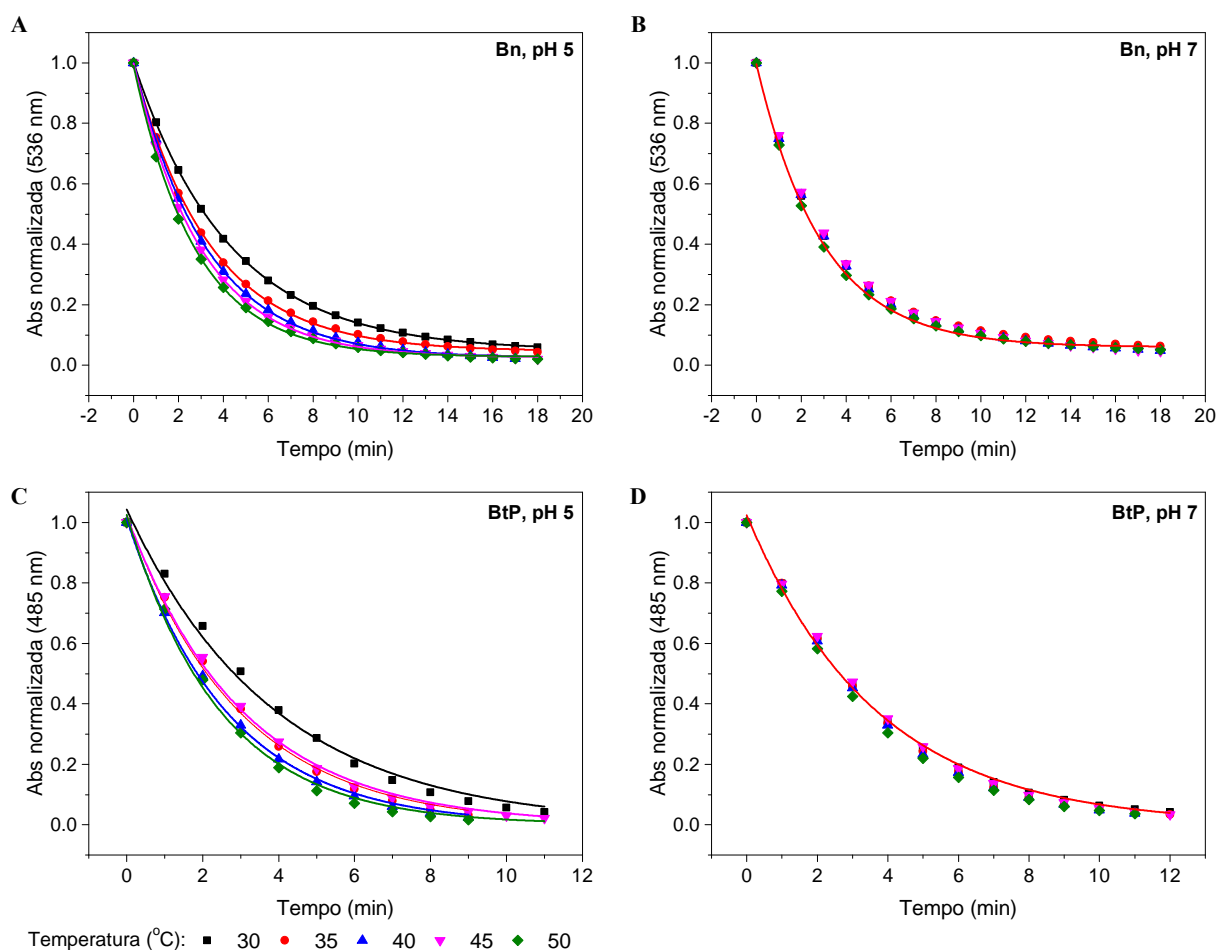 A
Bn, pH 5
Abs normalizada (536 nm)
1.0
0.8
0.6
0.4
0.2
0.0
-2 0 2 4 6 8 10 12 14 16 18 20
Tempo (min)
B
Bn, pH 7
Abs normalizada (536 nm)
1.0
0.8
0.6
0.4
0.2
0.0
-2 0 2 4 6 8 10 12 14 16 18 20
Tempo (min)
C
BtP, pH 5
Abs normalizada (485 nm)
1.0
0.8
0.6
0.4
0.2
0.0
0 2 4 6 8 10 12 14
Tempo (min)
D
BtP, pH 7
Abs normalizada (485 nm)
1.0
0.8
0.6
0.4
0.2
0.0
0 2 4 6 8 10 12 14
Tempo (min)
Temperatura (°C): 30 35 40 45 50